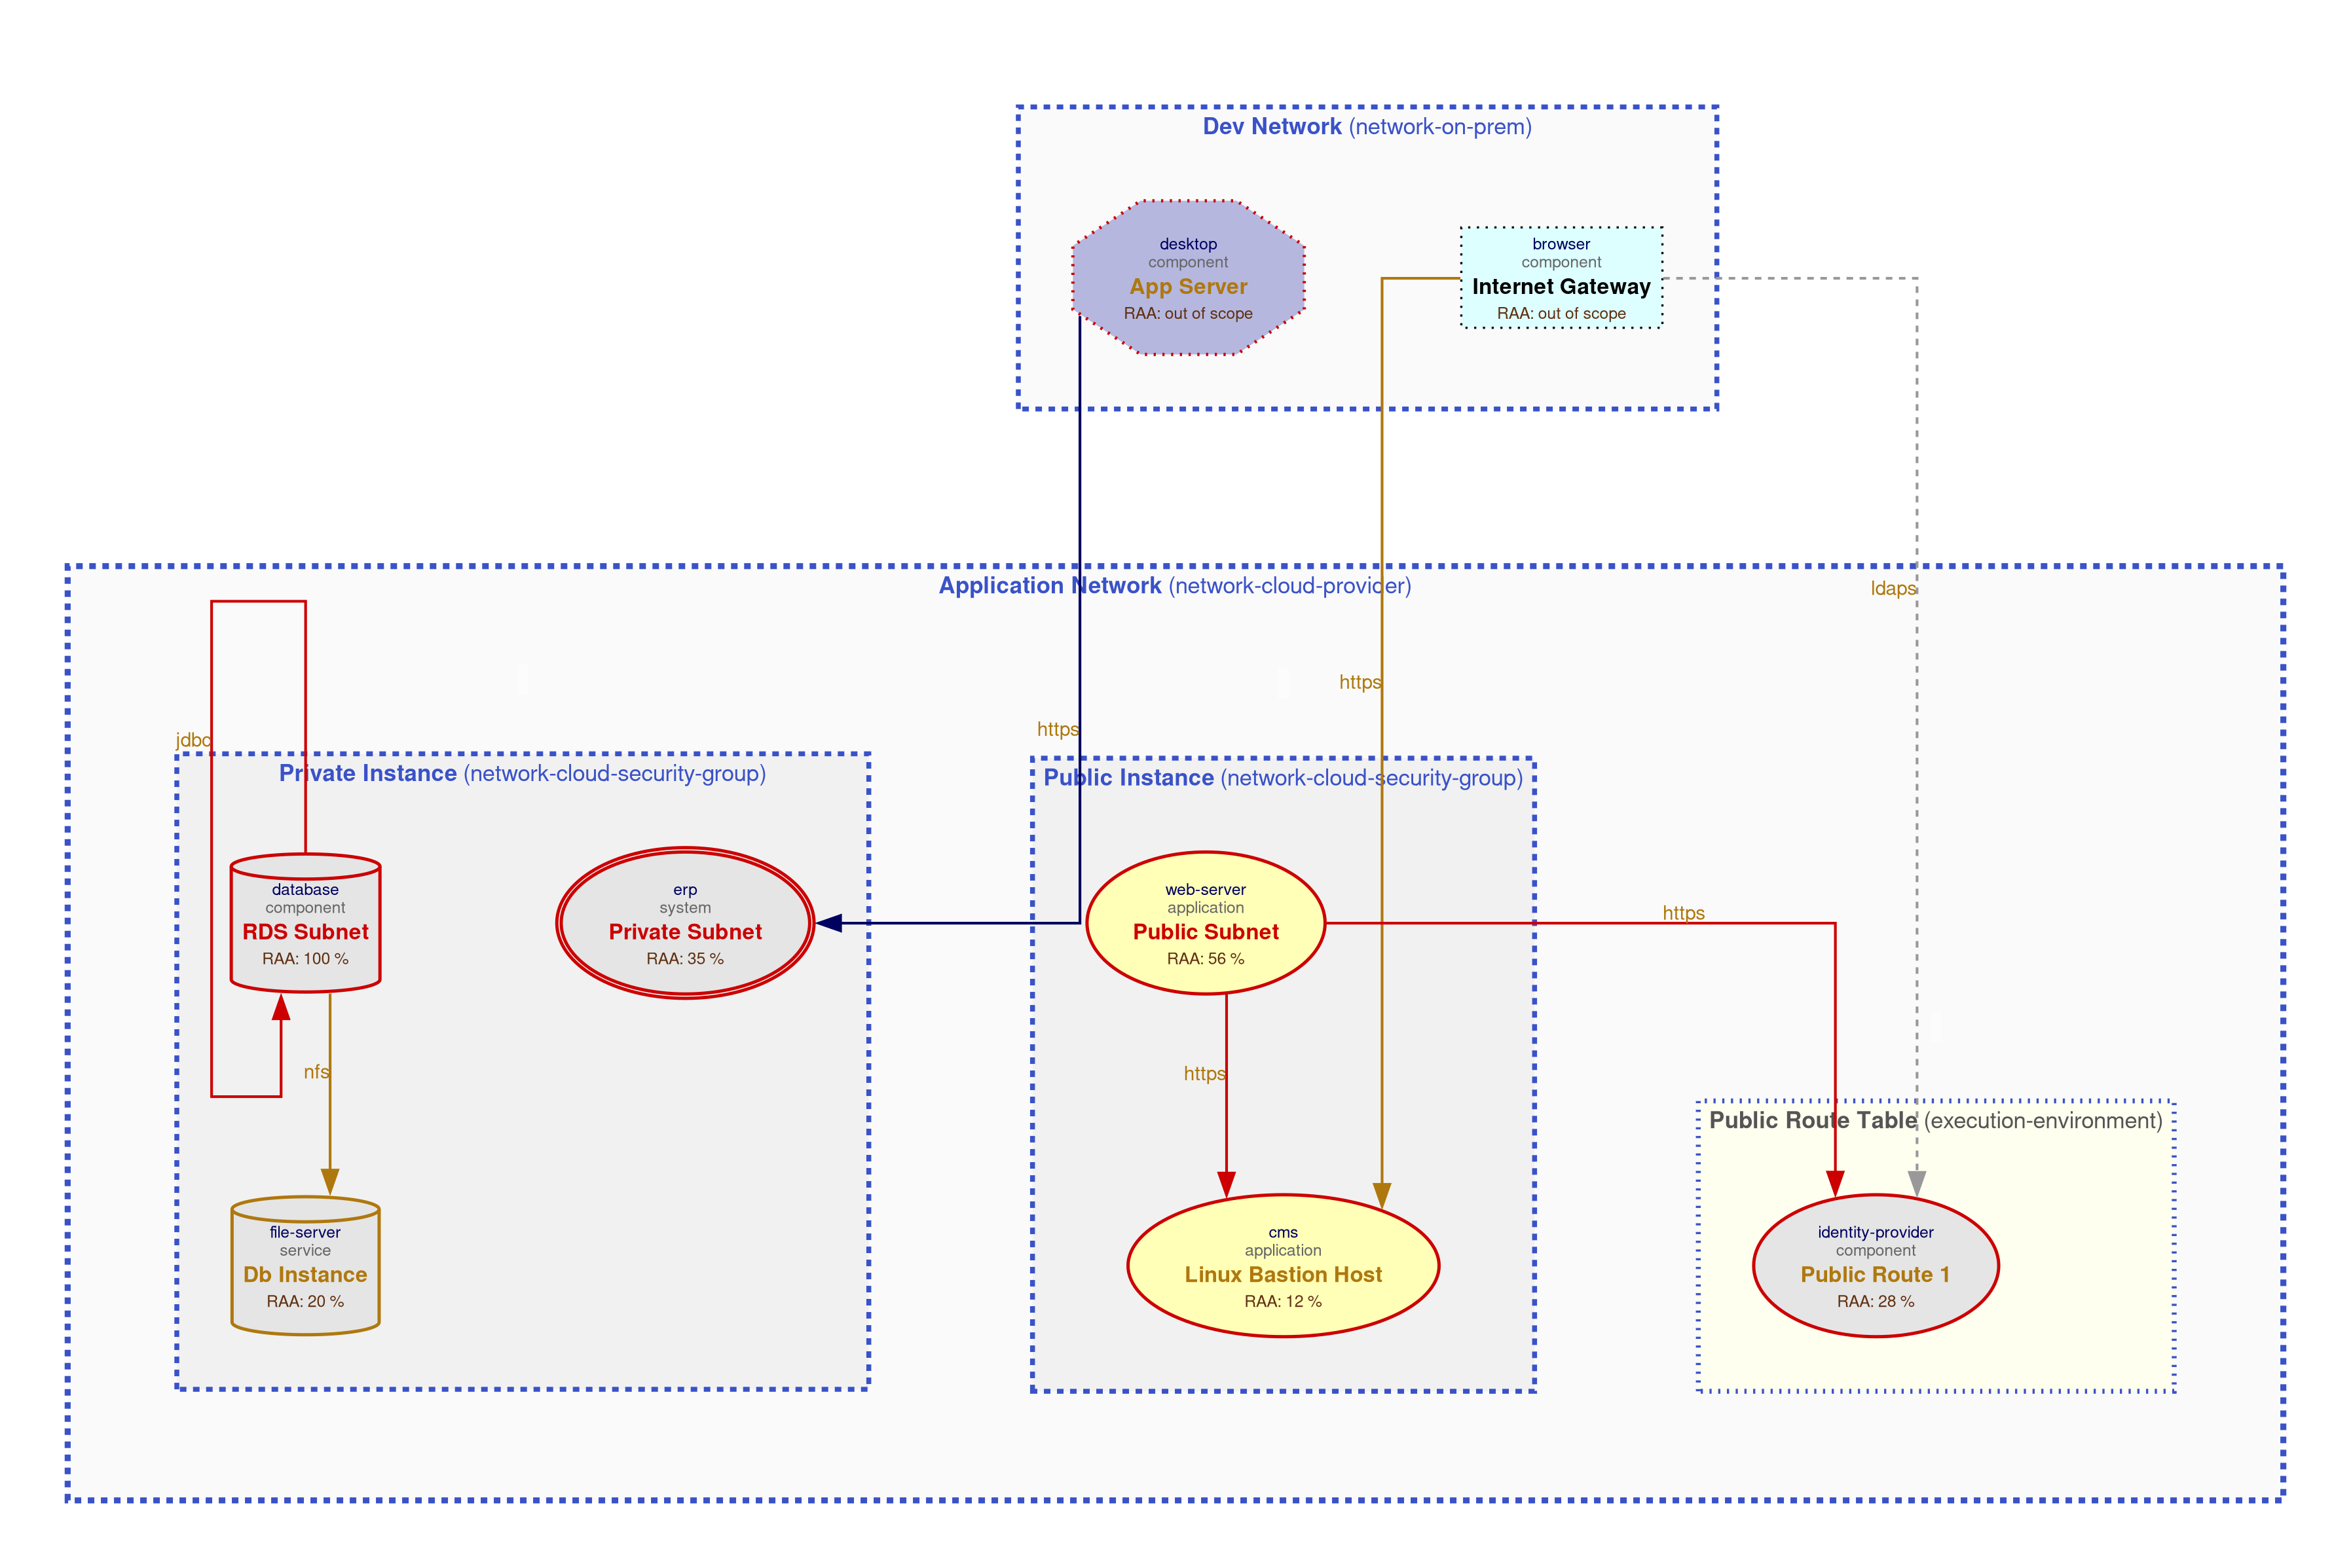 Dev Network (network-on-prem)
desktop
component
App Server
RAA: out of scope
browser
component
Internet Gateway
RAA: out of scope
Application Network (network-cloud-provider)
ldaps
https
https
jdbc
Private Instance (network-cloud-security-group)
database
component
RDS Subnet
RAA: 100 %
erp
system
Private Subnet
RAA: 35 %
nfs
file-server
service
Db Instance
RAA: 20 %
Public Instance (network-cloud-security-group)
web-server
application
Public Subnet
RAA: 56 %
https
https
cms
application
Linux Bastion Host
RAA: 12 %
Public Route Table (execution-environment)
identity-provider
component
Public Route 1
RAA: 28 %